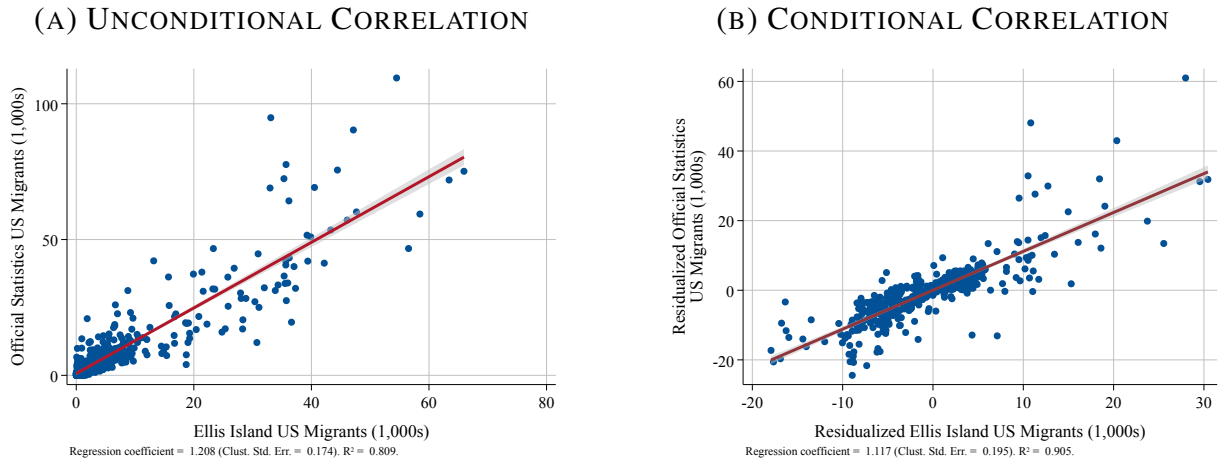 (A) UNCONDITIONAL CORRELATION
Official Statistics US Migrants (1,000s)
100
50
0
0 20 40 60 80
Ellis Island US Migrants (1,000s)
Regression coefficient = 1.208 (Clust. Std. Err. = 0.174). R² = 0.809.
(B) CONDITIONAL CORRELATION
Residualized Official Statistics
US Migrants (1,000s)
60
40
20
0
-20
-20 -10 0 10 20 30
Residualized Ellis Island US Migrants (1,000s)
Regression coefficient = 1.117 (Clust. Std. Err. = 0.195). R² = 0.905.